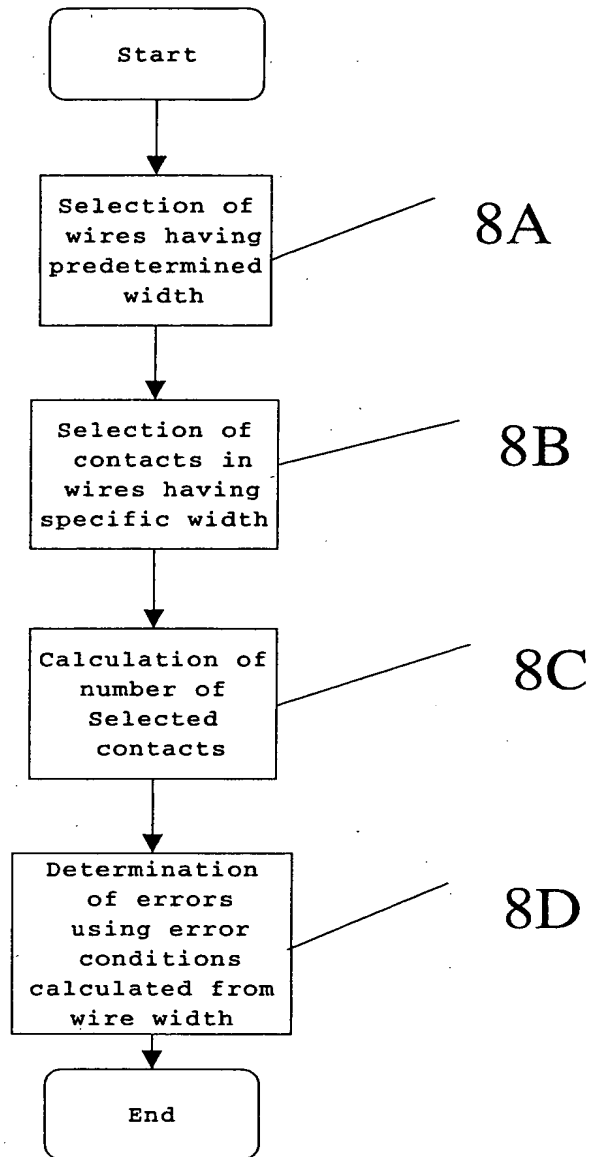 Start
Selection of
wires having
predetermined
width
8A
Selection of
contacts in
wires having
specific width
8B
Calculation of
number of
Selected
contacts
8C
Determination
of errors
using error
conditions
calculated from
wire width
8D
End